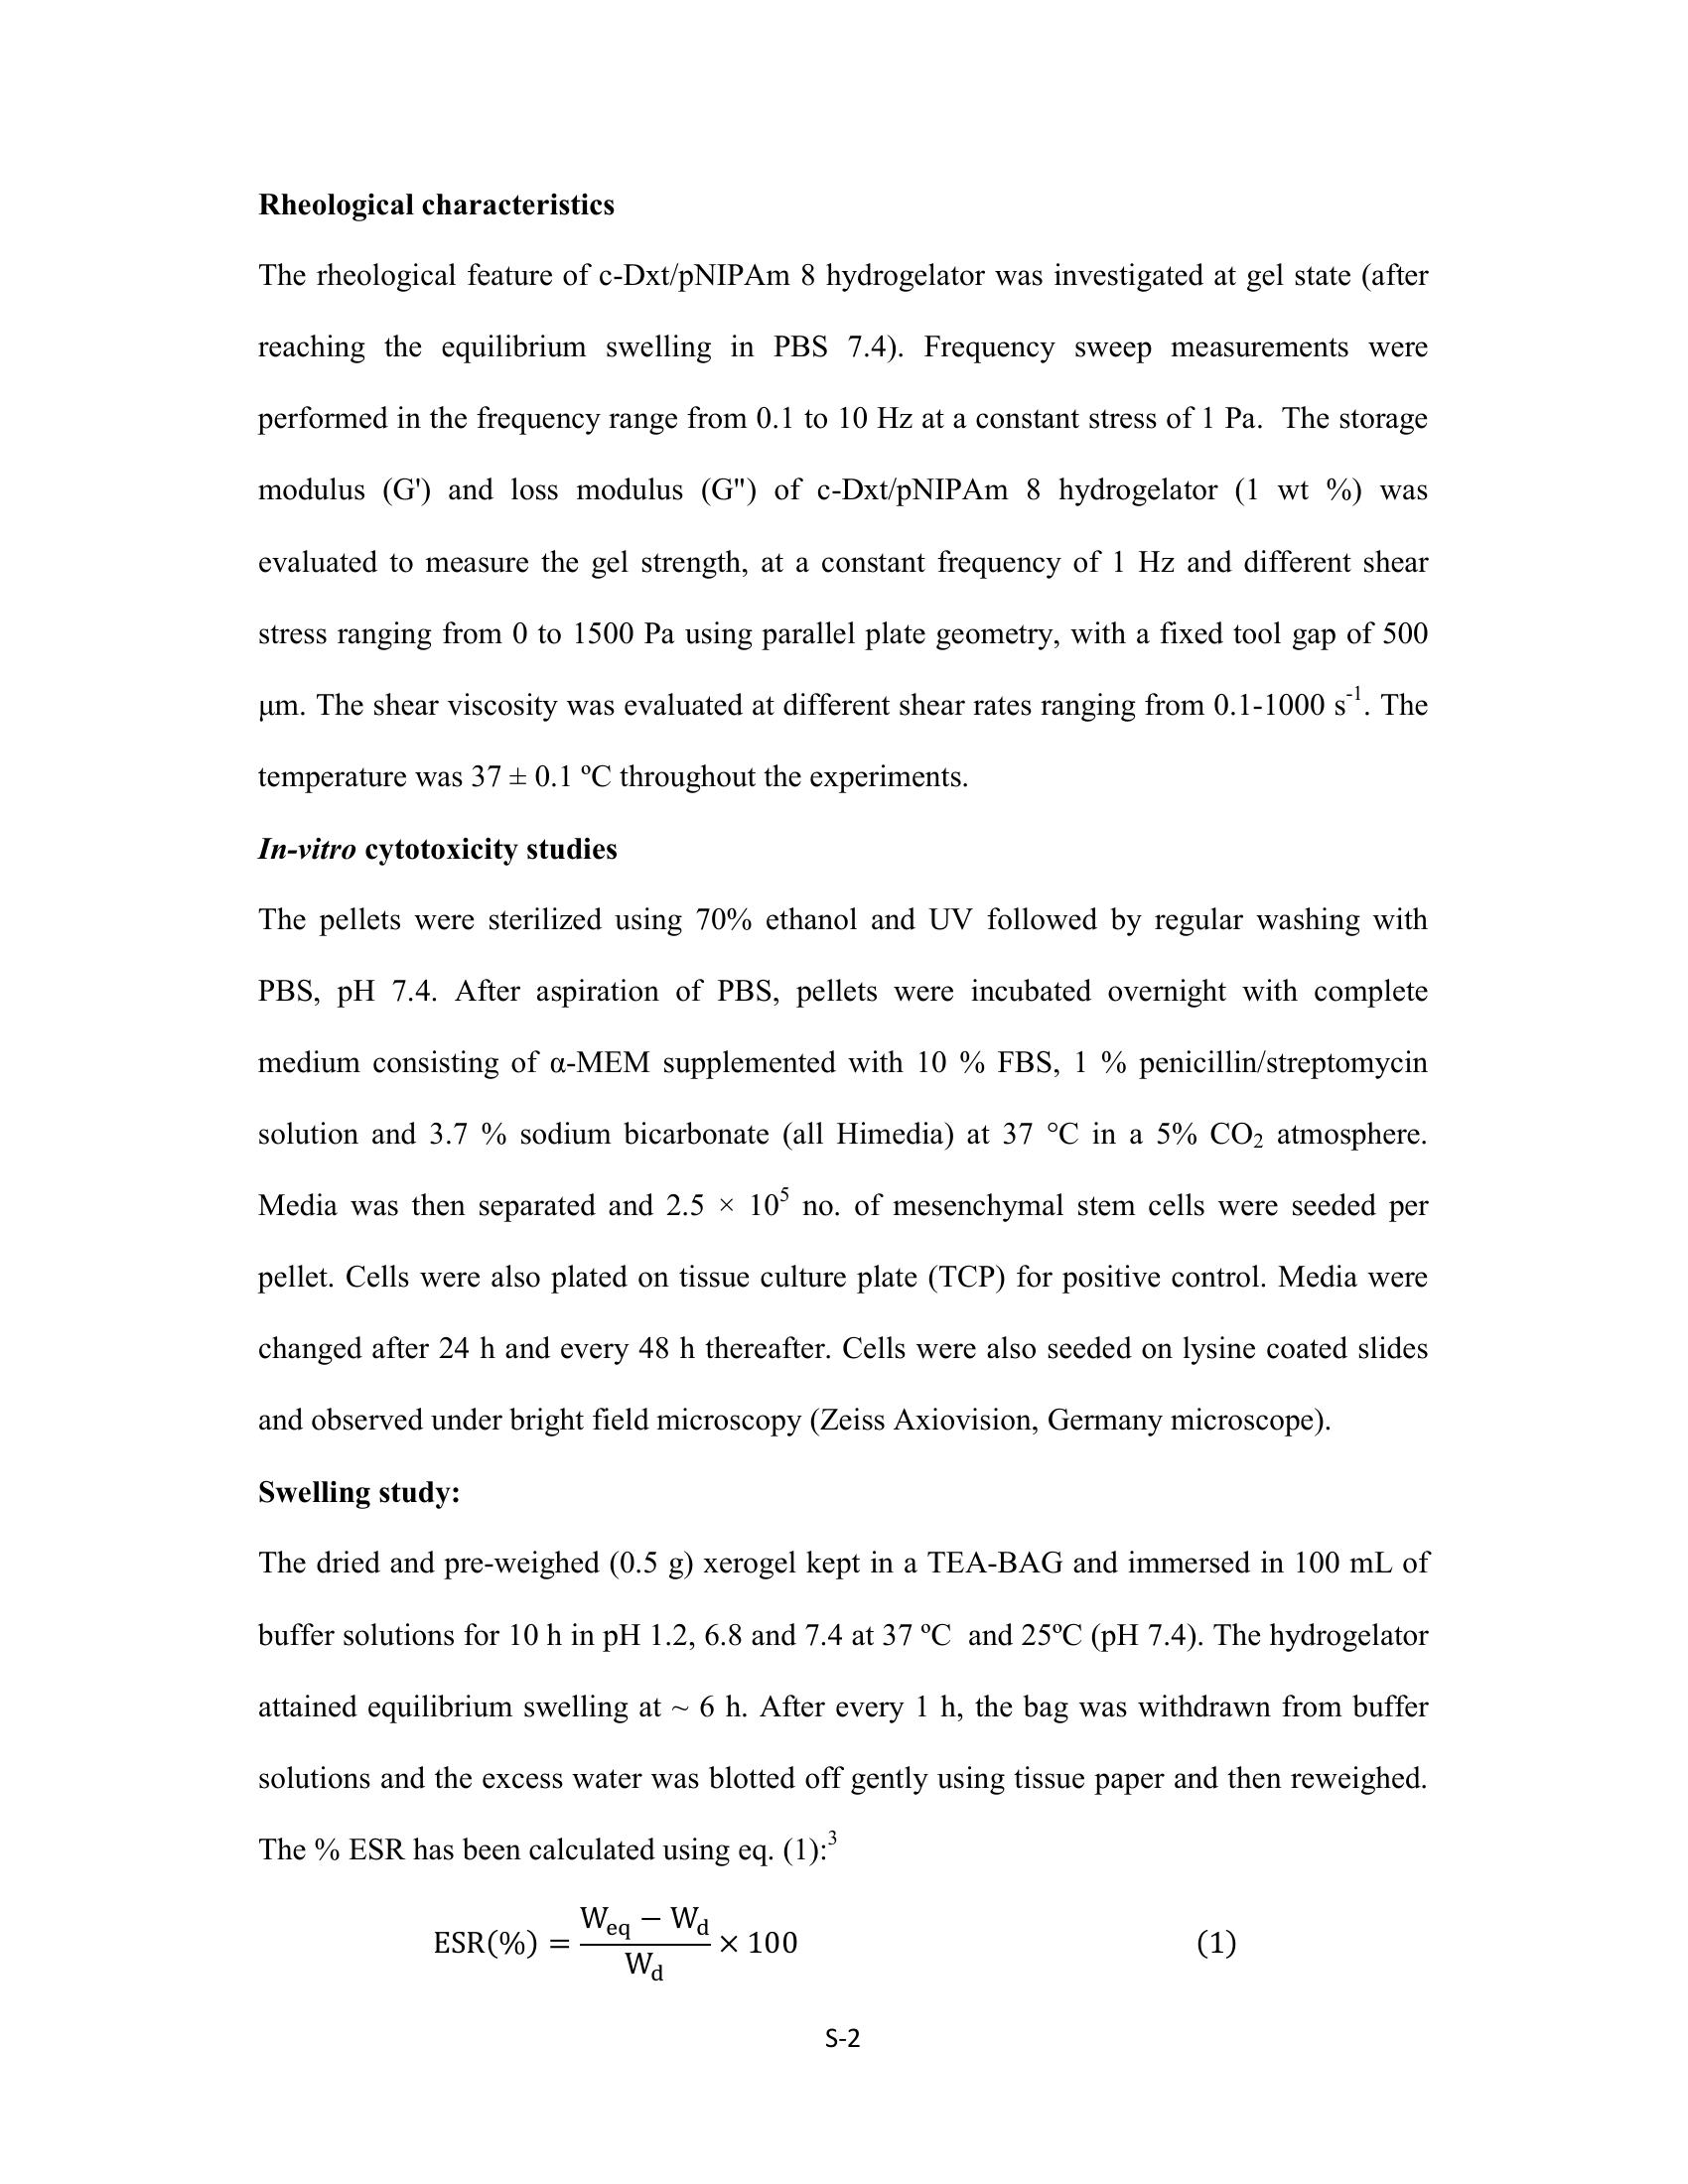 Rheological characteristics
The rheological feature of c-Dxt/pNIPAm 8 hydrogelator was investigated at gel state (after
reaching the equilibrium swelling in PBS 7.4). Frequency sweep measurements were
performed in the frequency range from 0.1 to 10 Hz at a constant stress of 1 Pa.  The storage
modulus (G') and loss modulus (G") of c-Dxt/pNIPAm 8 hydrogelator (1 wt %) was
evaluated to measure the gel strength, at a constant frequency of 1 Hz and different shear
stress ranging from 0 to 1500 Pa using parallel plate geometry, with a fixed tool gap of 500
μm. The shear viscosity was evaluated at different shear rates ranging from 0.1-1000 s⁻¹. The
temperature was 37 ± 0.1 ºC throughout the experiments.
In-vitro cytotoxicity studies
The pellets were sterilized using 70% ethanol and UV followed by regular washing with
PBS, pH 7.4. After aspiration of PBS, pellets were incubated overnight with complete
medium consisting of α-MEM supplemented with 10 % FBS, 1 % penicillin/streptomycin
solution and 3.7 % sodium bicarbonate (all Himedia) at 37 °C in a 5% CO₂ atmosphere.
Media was then separated and 2.5 × 10⁵ no. of mesenchymal stem cells were seeded per
pellet. Cells were also plated on tissue culture plate (TCP) for positive control. Media were
changed after 24 h and every 48 h thereafter. Cells were also seeded on lysine coated slides
and observed under bright field microscopy (Zeiss Axiovision, Germany microscope).
Swelling study:
The dried and pre-weighed (0.5 g) xerogel kept in a TEA-BAG and immersed in 100 mL of
buffer solutions for 10 h in pH 1.2, 6.8 and 7.4 at 37 ºC  and 25ºC (pH 7.4). The hydrogelator
attained equilibrium swelling at ~ 6 h. After every 1 h, the bag was withdrawn from buffer
solutions and the excess water was blotted off gently using tissue paper and then reweighed.
The % ESR has been calculated using eq. (1):³
ESR(%) = (W_eq − W_d) / W_d × 100 (1)
S-2